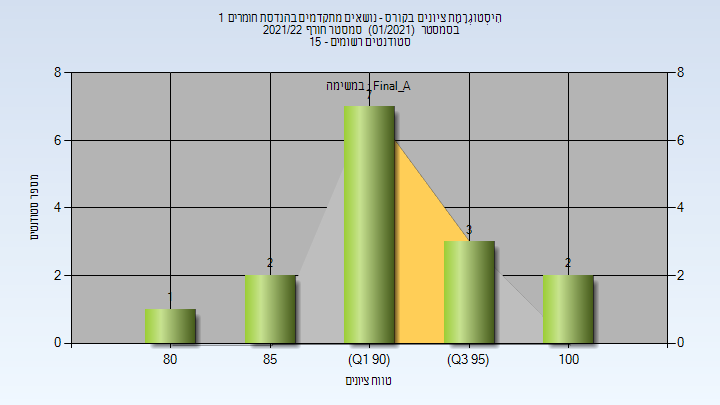 היסטוגרמת ציונים בקורס - נושאים מתקדמים בהנדסת חומרים 1
בסמסטר (01/2021) סמסטר חורף 2021/22
סטודנטים רשומים - 15
במשימה : Final_A
8 8
6 6
4 4
2 2
0 0
1 2 7 3 2
מספר סטודנטים
80 85 (Q1 90) (Q3 95) 100
טווח ציונים